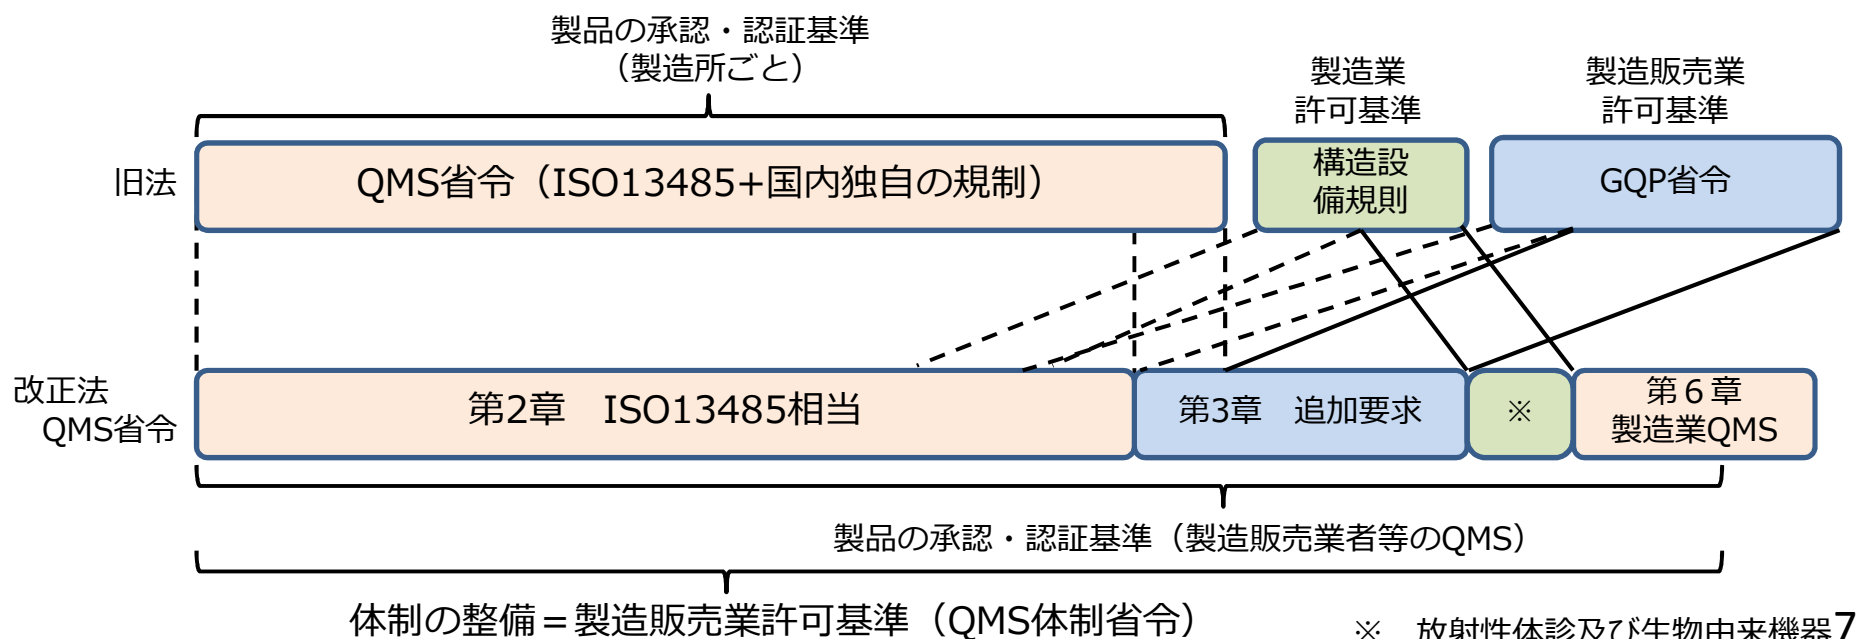 製品の承認・認証基準
（製造所ごと）
製造業
許可基準
製造販売業
許可基準
旧法
QMS省令（ISO13485+国内独自の規制）
構造設
備規則
GQP省令
改正法
QMS省令
第2章　ISO13485相当
第3章　追加要求
※
第６章
製造業QMS
製品の承認・認証基準（製造販売業者等のQMS）
体制の整備＝製造販売業許可基準（QMS体制省令）
※　放射性体診及び生物由来機器
7